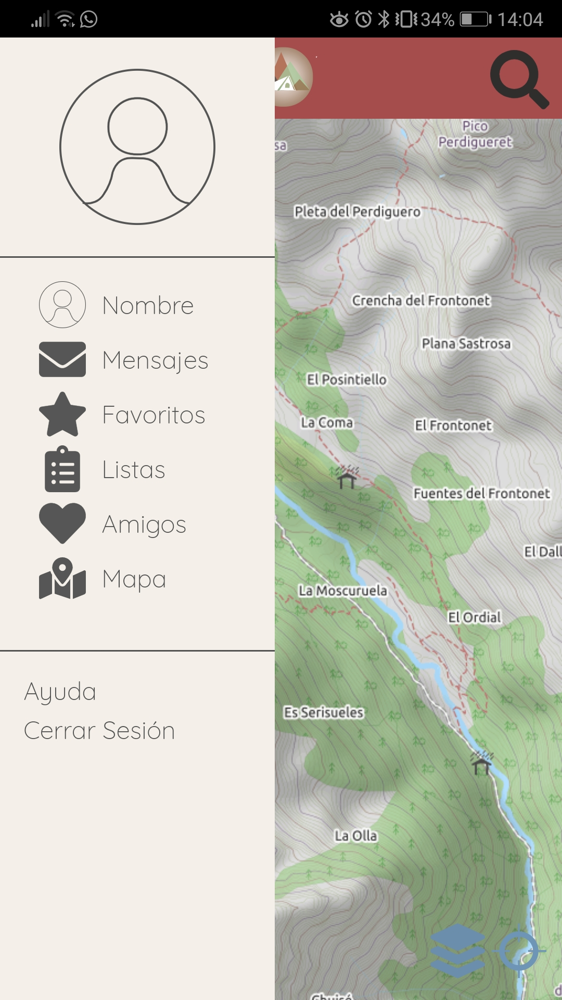 34% 14:04
Pico
Perdigueret
sa
Pleta del Perdiguero
Nombre
Crencha del Frontonet
Plana Sastrosa
Mensajes
El Posintiello
Favoritos
La Coma
El Frontonet
Listas
Fuentes del Frontonet
Amigos
El Dall
Mapa
La Moscuruela
El Ordial
Ayuda
Es Serisueles
Cerrar Sesión
La Olla
d